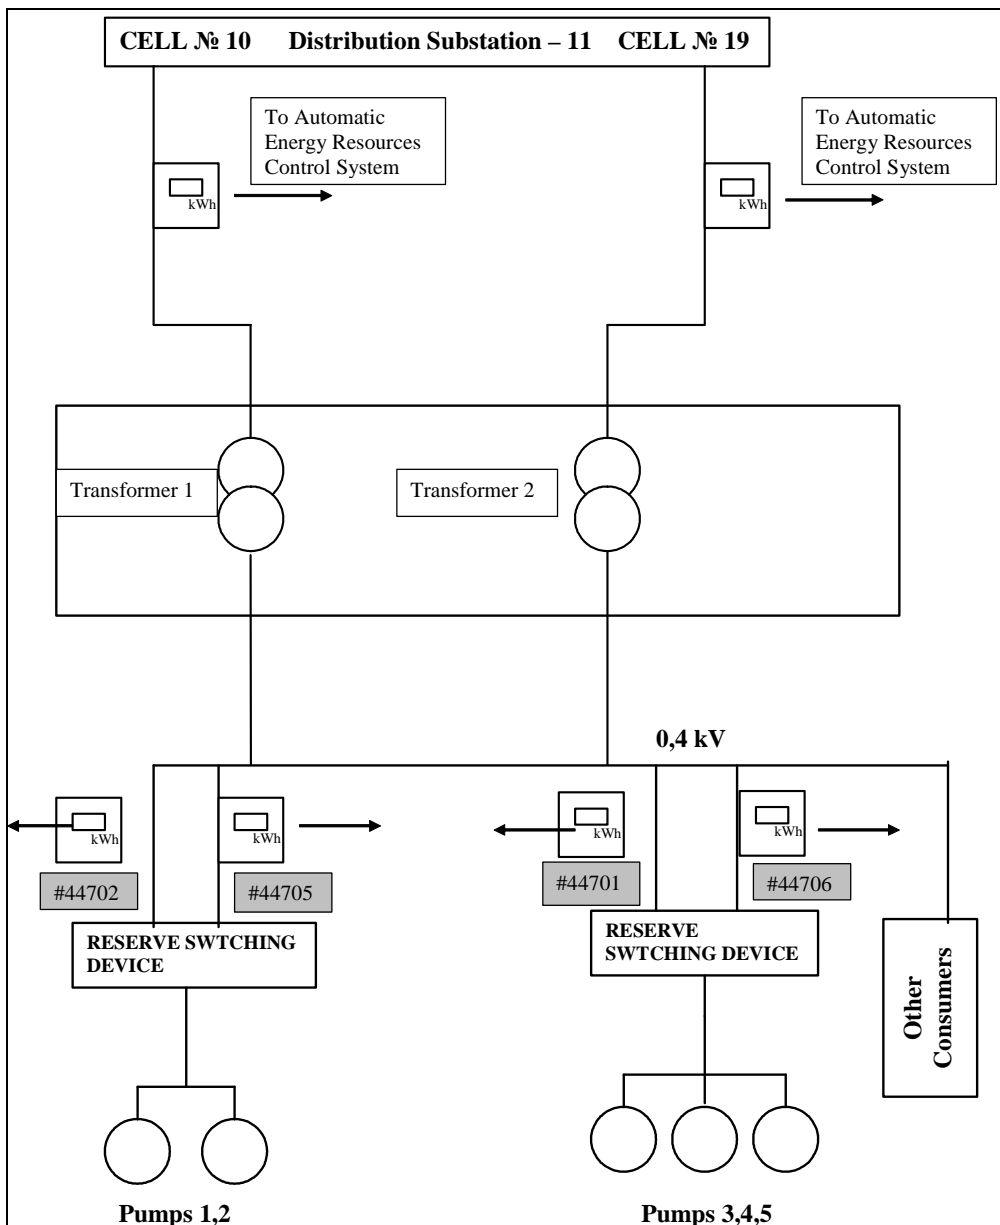 CELL № 10 Distribution Substation – 11 CELL № 19
To Automatic
Energy Resources
Control System
To Automatic
Energy Resources
Control System
kWh
kWh
Transformer 1
Transformer 2
0,4 kV
kWh
kWh
kWh
kWh
#44702
#44705
#44701
#44706
RESERVE SWTCHING
DEVICE
RESERVE
SWTCHING DEVICE
Other
Consumers
Pumps 1,2
Pumps 3,4,5